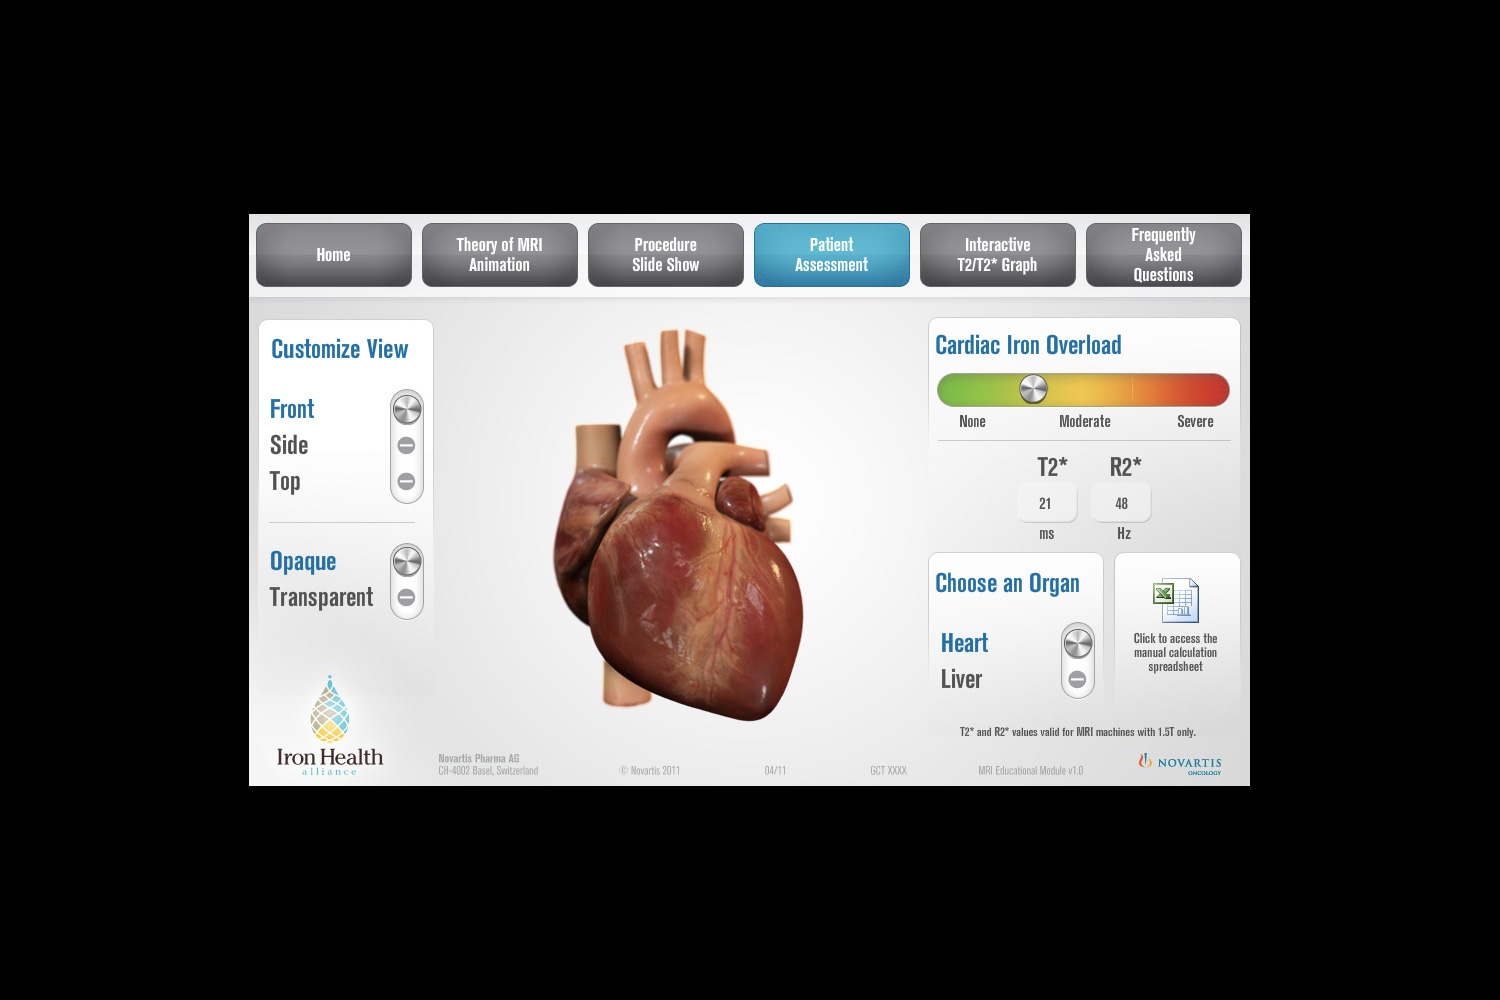 Home
Theory of MRI
Animation
Procedure
Slide Show
Patient
Assessment
Interactive
T2/T2* Graph
Frequently
Asked
Questions
Customize View
Front
Side
Top
Opaque
Transparent
Iron Health
alliance
Cardiac Iron Overload
None Moderate Severe
T2* R2*
21 48
ms Hz
Choose an Organ
Heart
Liver
Click to access the
manual calculation
spreadsheet
T2* and R2* values valid for MRI machines with 1.5T only.
Novartis Pharma AG
CH-4002 Basel, Switzerland © Novartis 2011 04/11 GCT XXXX MRI Educational Module v1.0
NOVARTIS
ONCOLOGY